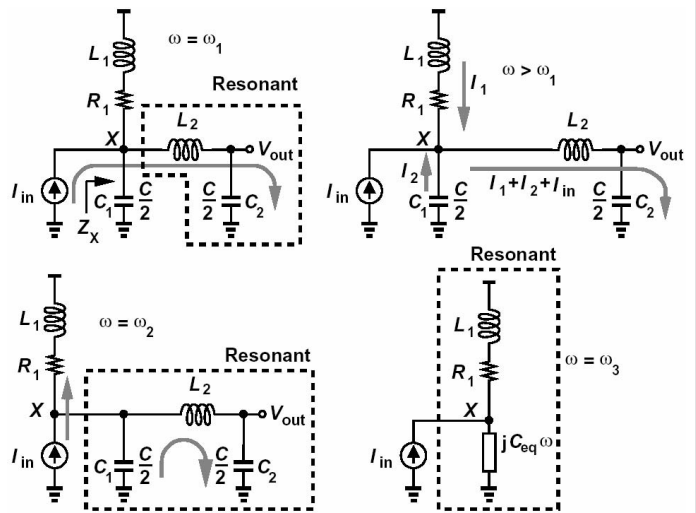 L1
ω = ω1
Resonant
R1
L2
X
Vout
Iin
ZX
C1
C/2
C/2
C2
L1
ω > ω1
I1
R1
L2
X
Vout
I2
Iin
C1
C/2
I1+I2+Iin
C/2
C2
L1
ω = ω2
Resonant
R1
L2
X
Vout
Iin
C1
C/2
C/2
C2
Resonant
L1
ω = ω3
R1
X
Iin
jCeqω